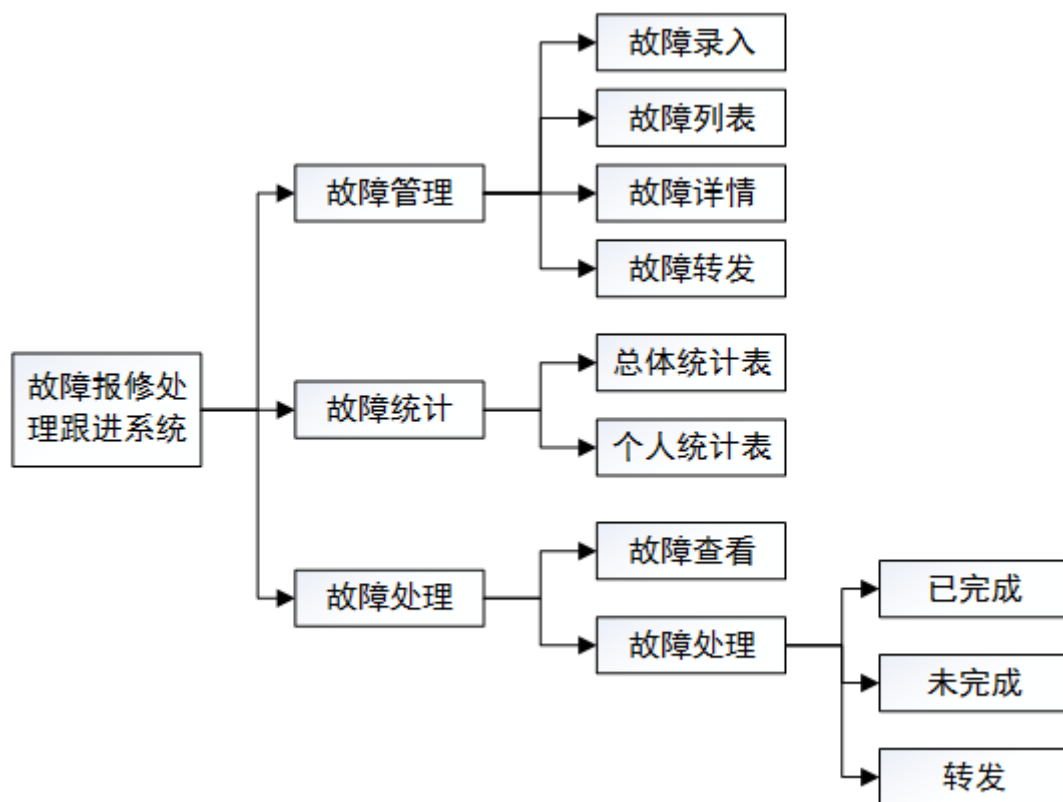 故障录入
故障列表
故障管理
故障详情
故障转发
故障报修处
理跟进系统
故障统计
总体统计表
个人统计表
故障处理
故障查看
故障处理
已完成
未完成
转发